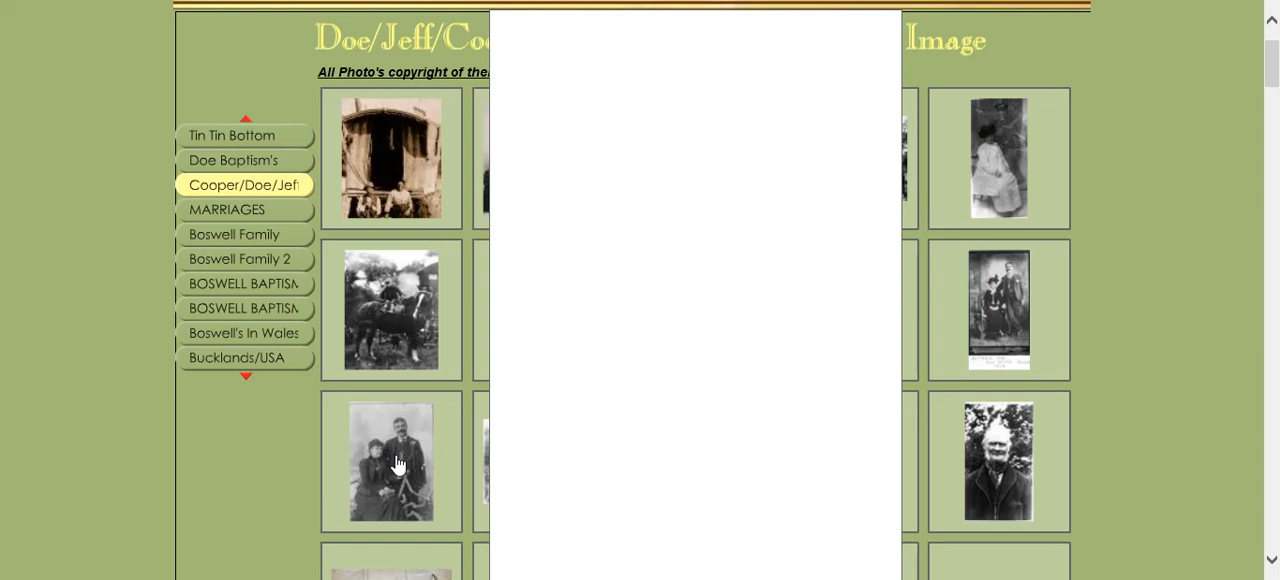 Doe/Jeff/Coo Image
All Photo's copyright of the
Tin Tin Bottom
Doe Baptism's
Cooper/Doe/Jeff
MARRIAGES
Boswell Family
Boswell Family 2
BOSWELL BAPTISM
BOSWELL BAPTISM
Boswell's In Wales
Bucklands/USA